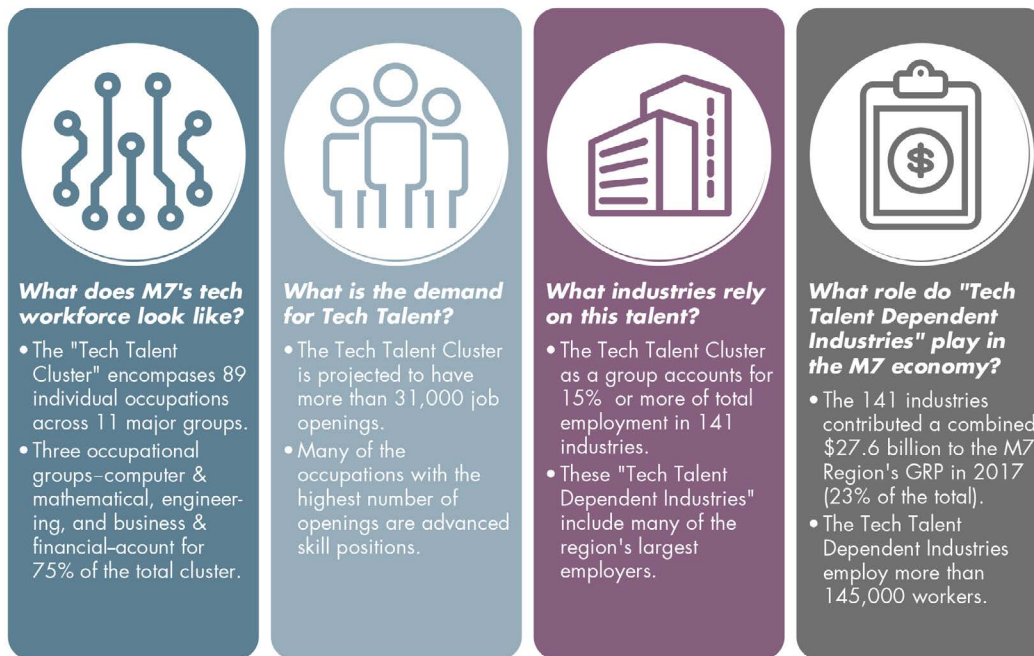 What does M7's tech
workforce look like?
• The "Tech Talent
Cluster" encompases 89
individual occupations
across 11 major groups.
• Three occupational
groups–computer &
mathematical, engineer-
ing, and business &
financial–acount for
75% of the total cluster.
What is the demand
for Tech Talent?
• The Tech Talent Cluster
is projected to have
more than 31,000 job
openings.
• Many of the
occupations with the
highest number of
openings are advanced
skill positions.
What industries rely
on this talent?
• The Tech Talent Cluster
as a group accounts for
15% or more of total
employment in 141
industries.
• These "Tech Talent
Dependent Industries"
include many of the
region's largest
employers.
$
What role do "Tech
Talent Dependent
Industries" play in
the M7 economy?
• The 141 industries
contributed a combined
$27.6 billion to the M7
Region's GRP in 2017
(23% of the total).
• The Tech Talent
Dependent Industries
employ more than
145,000 workers.